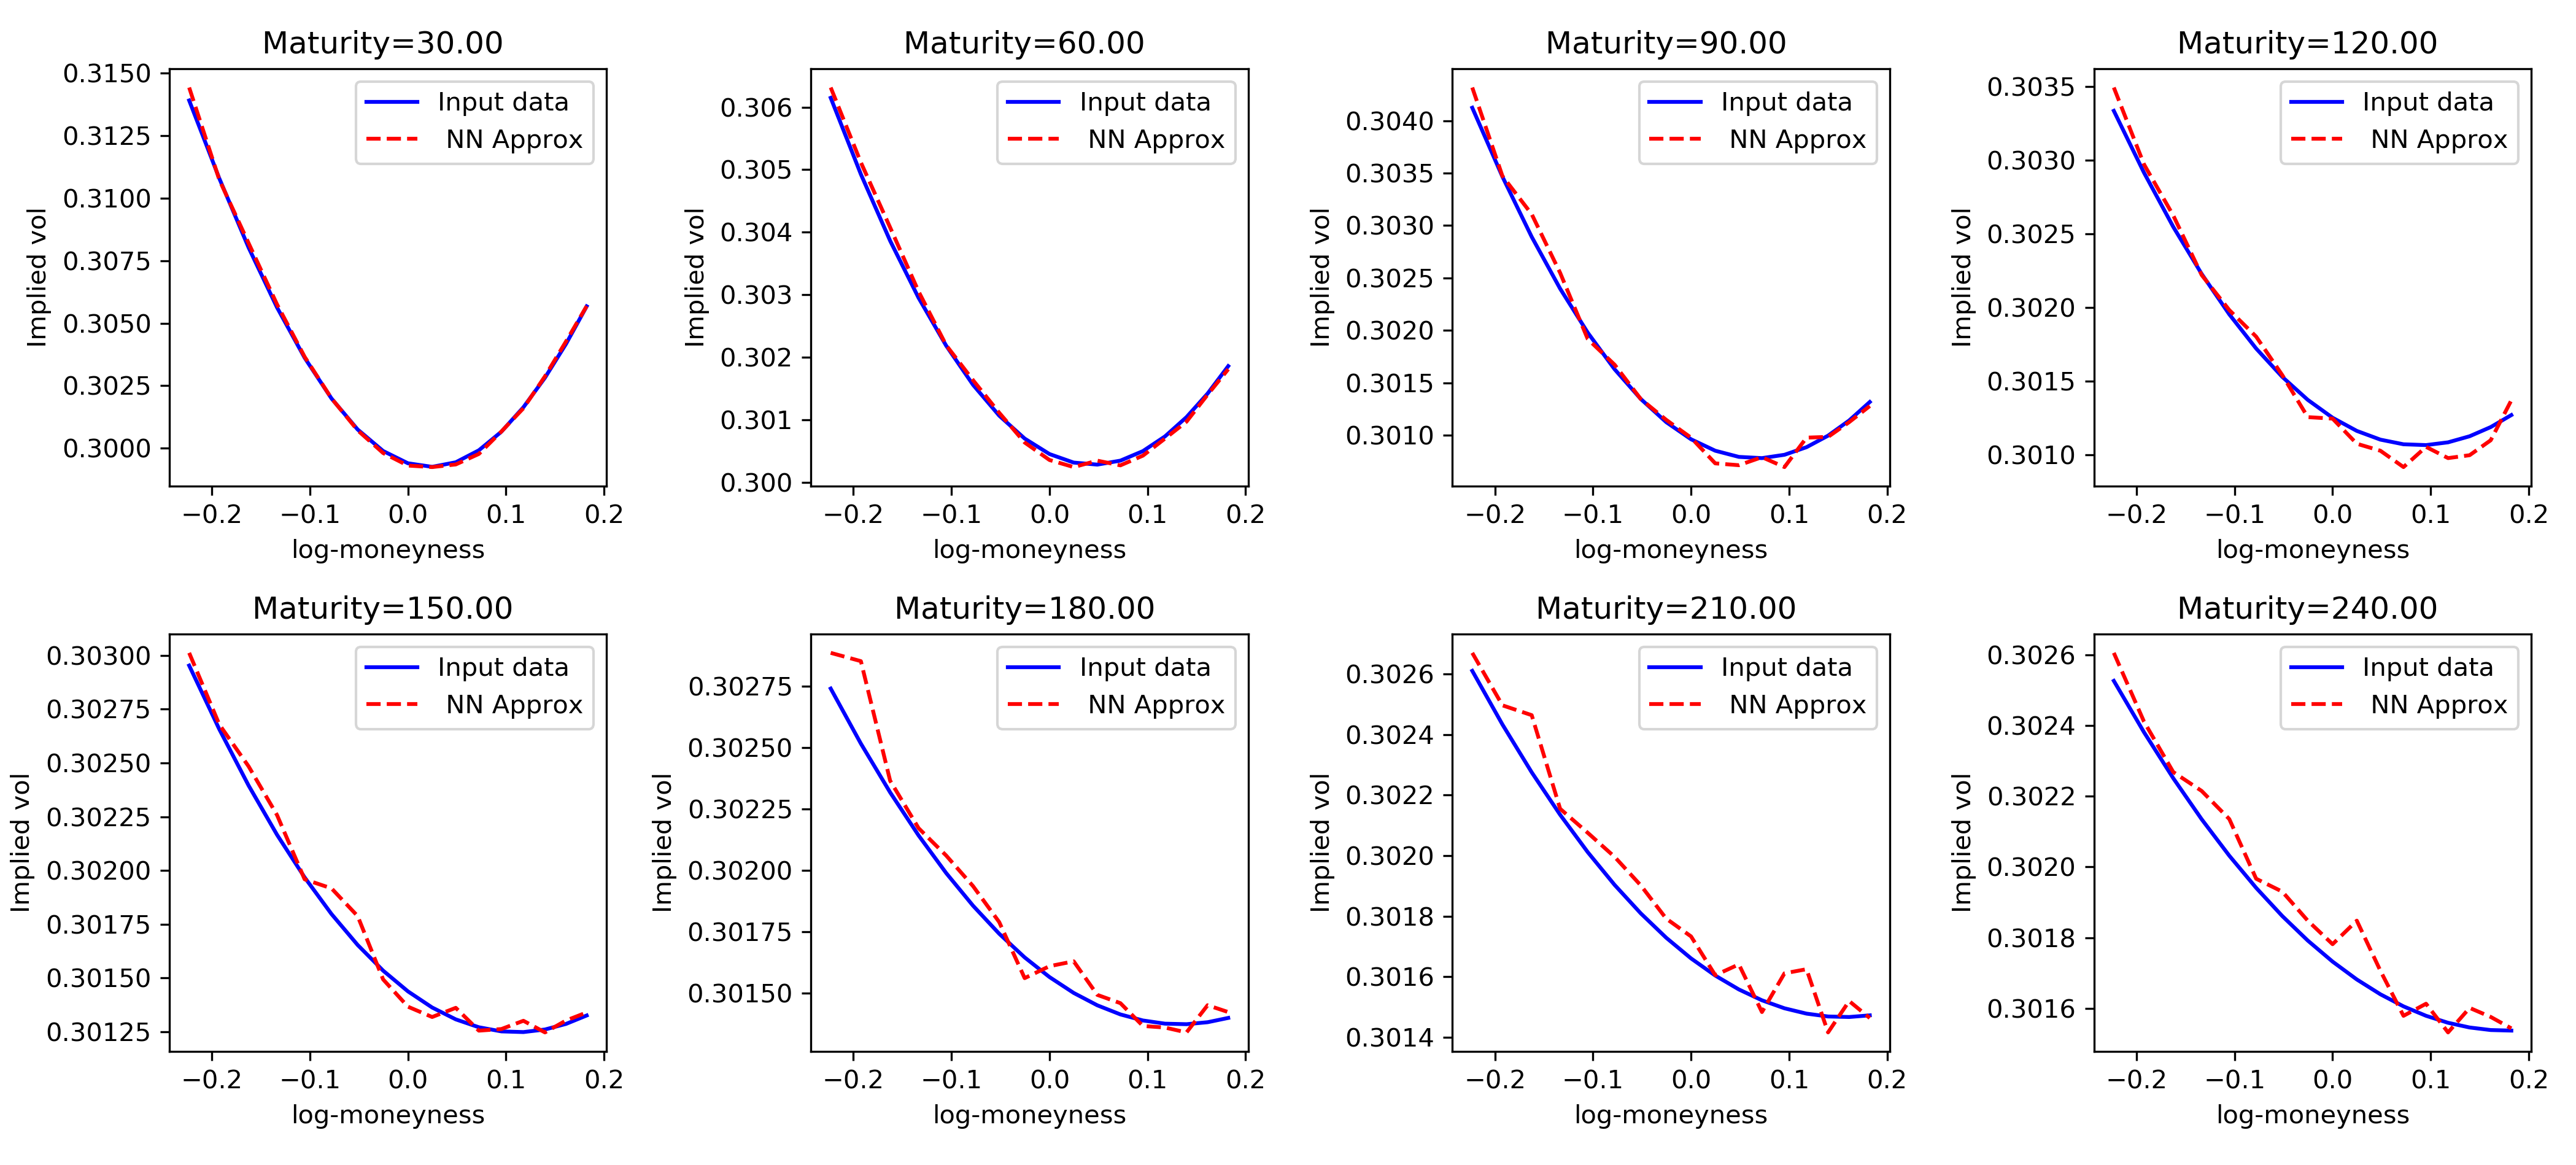 Maturity=30.00
Implied vol
0.3150
0.3125
0.3100
0.3075
0.3050
0.3025
0.3000
Input data
NN Approx
−0.2 −0.1 0.0 0.1 0.2
log-moneyness
Maturity=60.00
Implied vol
0.306
0.305
0.304
0.303
0.302
0.301
0.300
Input data
NN Approx
−0.2 −0.1 0.0 0.1 0.2
log-moneyness
Maturity=90.00
Implied vol
0.3040
0.3035
0.3030
0.3025
0.3020
0.3015
0.3010
Input data
NN Approx
−0.2 −0.1 0.0 0.1 0.2
log-moneyness
Maturity=120.00
Implied vol
0.3035
0.3030
0.3025
0.3020
0.3015
0.3010
Input data
NN Approx
−0.2 −0.1 0.0 0.1 0.2
log-moneyness
Maturity=150.00
Implied vol
0.30300
0.30275
0.30250
0.30225
0.30200
0.30175
0.30150
0.30125
Input data
NN Approx
−0.2 −0.1 0.0 0.1 0.2
log-moneyness
Maturity=180.00
Implied vol
0.30275
0.30250
0.30225
0.30200
0.30175
0.30150
Input data
NN Approx
−0.2 −0.1 0.0 0.1 0.2
log-moneyness
Maturity=210.00
Implied vol
0.3026
0.3024
0.3022
0.3020
0.3018
0.3016
0.3014
Input data
NN Approx
−0.2 −0.1 0.0 0.1 0.2
log-moneyness
Maturity=240.00
Implied vol
0.3026
0.3024
0.3022
0.3020
0.3018
0.3016
Input data
NN Approx
−0.2 −0.1 0.0 0.1 0.2
log-moneyness